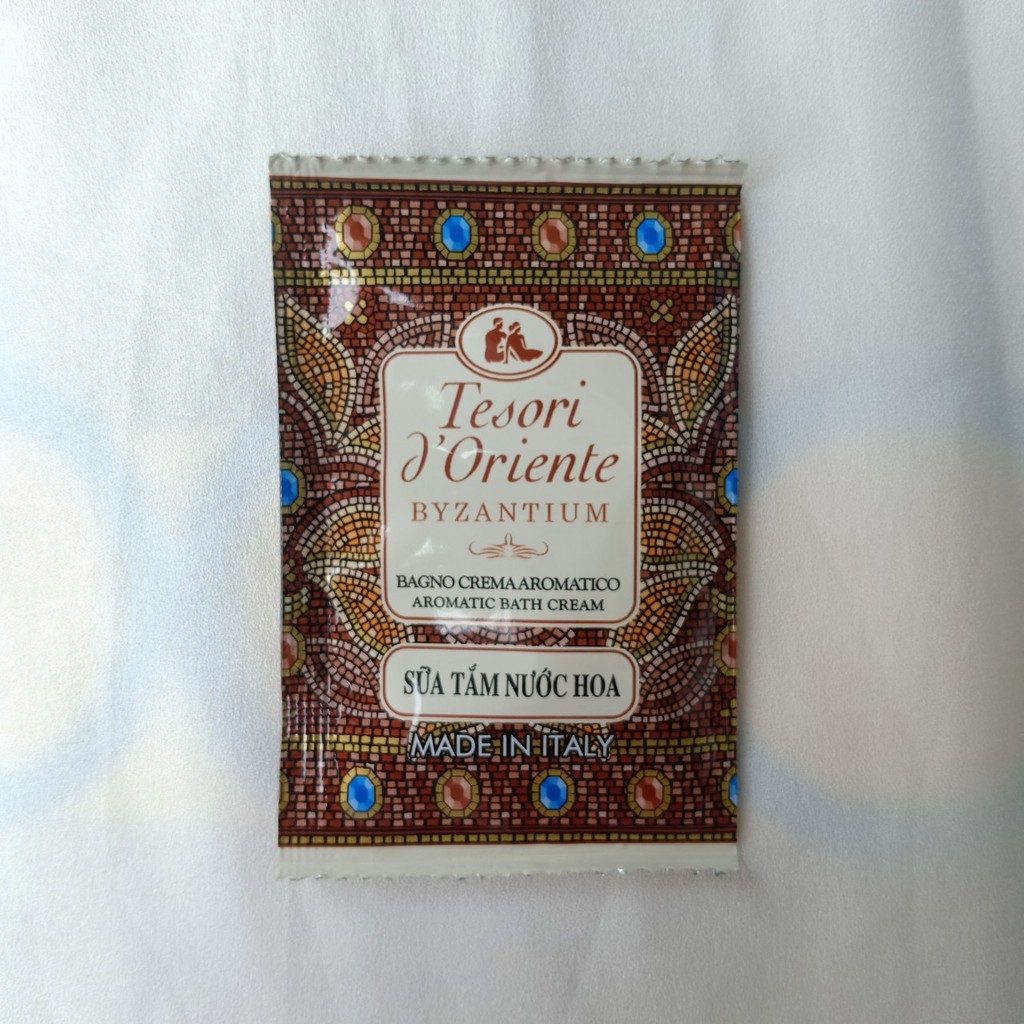 Tesori
d'Oriente
BYZANTIUM
BAGNO CREMA AROMATICO
AROMATIC BATH CREAM
SỮA TẮM NƯỚC HOA
MADE IN ITALY